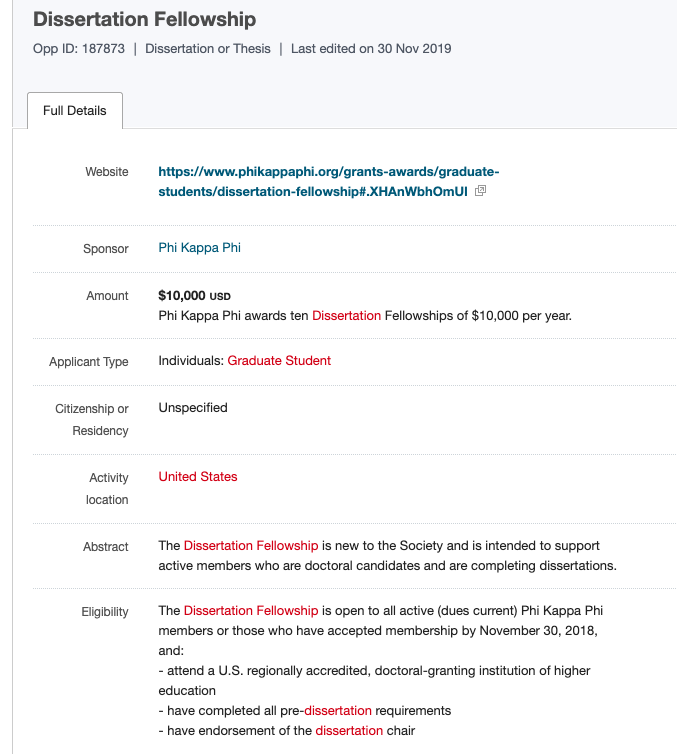 Dissertation Fellowship
Opp ID: 187873 | Dissertation or Thesis | Last edited on 30 Nov 2019
Full Details
Website
https://www.phikappaphi.org/grants-awards/graduate-
students/dissertation-fellowship#.XHAnWbhOmUI
Sponsor
Phi Kappa Phi
Amount
$10,000 USD
Phi Kappa Phi awards ten Dissertation Fellowships of $10,000 per year.
Applicant Type
Individuals: Graduate Student
Citizenship or
Residency
Unspecified
Activity
location
United States
Abstract
The Dissertation Fellowship is new to the Society and is intended to support
active members who are doctoral candidates and are completing dissertations.
Eligibility
The Dissertation Fellowship is open to all active (dues current) Phi Kappa Phi
members or those who have accepted membership by November 30, 2018,
and:
- attend a U.S. regionally accredited, doctoral-granting institution of higher
education
- have completed all pre-dissertation requirements
- have endorsement of the dissertation chair